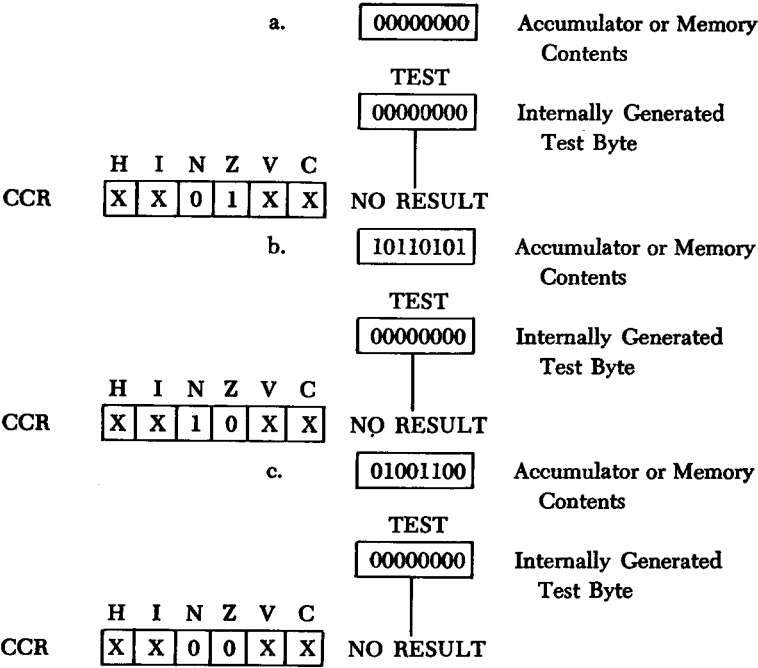 a. 00000000 Accumulator or Memory
Contents
TEST
00000000 Internally Generated
Test Byte
H I N Z V C
CCR X X 0 1 X X NO RESULT
b. 10110101 Accumulator or Memory
Contents
TEST
00000000 Internally Generated
Test Byte
H I N Z V C
CCR X X 1 0 X X NO RESULT
c. 01001100 Accumulator or Memory
Contents
TEST
00000000 Internally Generated
Test Byte
H I N Z V C
CCR X X 0 0 X X NO RESULT